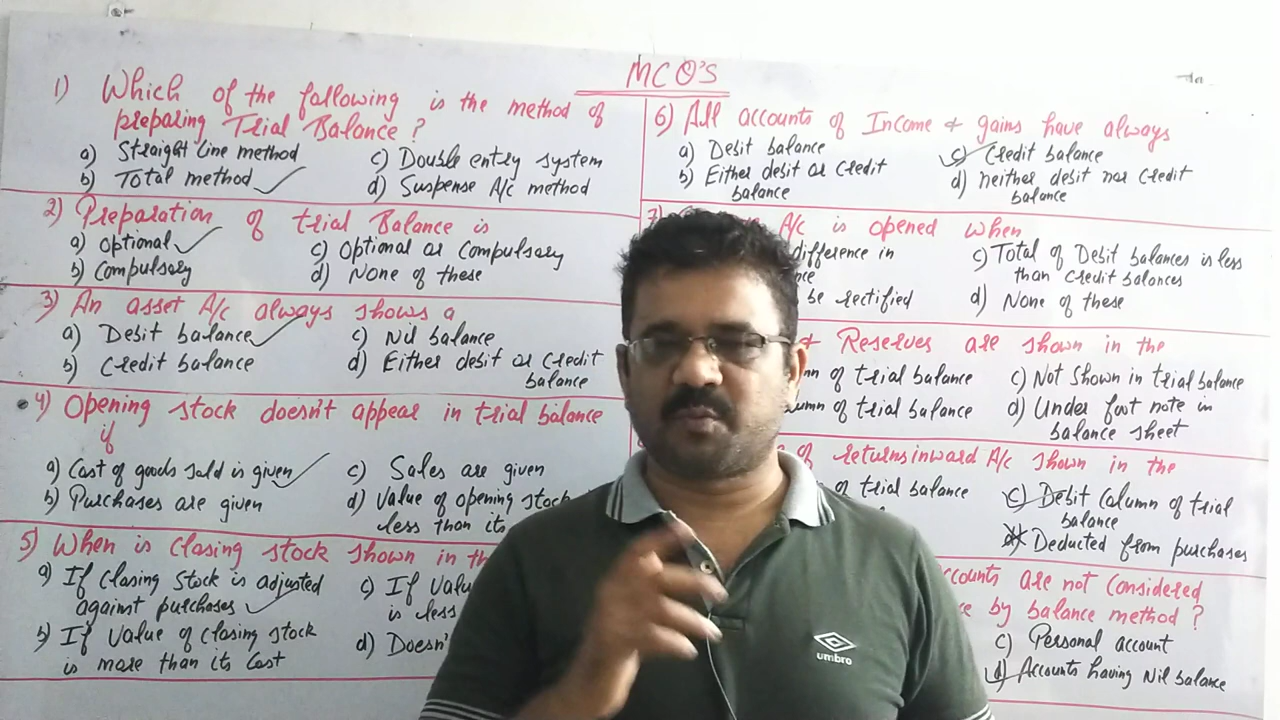 MCQ'S
1) Which of the following is the method of
preparing Trial Balance ?
a) Straight Line method
b) Total method ✓
c) Double entry system
d) Suspense A/c method
2) Preparation of trial Balance is
a) Optional ✓
b) Compulsory
c) Optional or Compulsory
d) None of these
3) An asset A/c always shows a
a) Debit balance ✓
b) Credit balance
c) Nil balance
d) Either debit or Credit
balance
4) Opening stock doesn't appear in trial balance
if
a) Cost of goods sold is given ✓
b) Purchases are given
c) Sales are given
d) Value of opening stock
less than its
5) When is Closing stock shown in th
a) If Closing Stock is adjusted
against purchases ✓
b) If Value of Closing stock
is more than its Cost
c) If Valu
is less
d) Doesn'
6) All accounts of Income & gains have always
a) Debit balance
b) Either debit or Credit
balance
c) Credit balance
d) neither debit nor Credit
balance
7) A/c is opened when
difference in
nce
be rectified
c) Total of Debit balances is less
than Credit balances
d) None of these
& Reserves are shown in the
mn of trial balance
umn of trial balance
c) Not Shown in trial balance
d) Under foot note in
balance sheet
of returns inward A/c shown in the
of trial balance
c) Debit Column of trial
balance
d) Deducted from purchases
ccounts are not Considered
ce by balance method ?
c) Personal account
d) Accounts having Nil balance
umbro